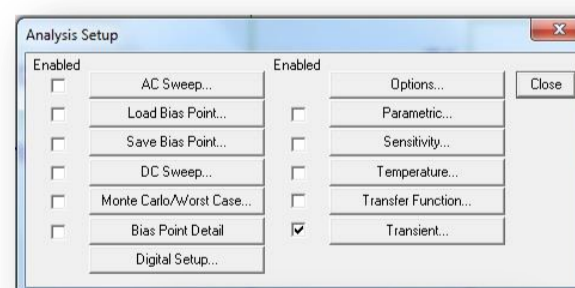 Analysis Setup
Enabled
AC Sweep...
Load Bias Point...
Save Bias Point...
DC Sweep...
Monte Carlo/Worst Case...
Bias Point Detail
Digital Setup...
Enabled
Options...
Parametric...
Sensitivity...
Temperature...
Transfer Function...
Transient...
Close